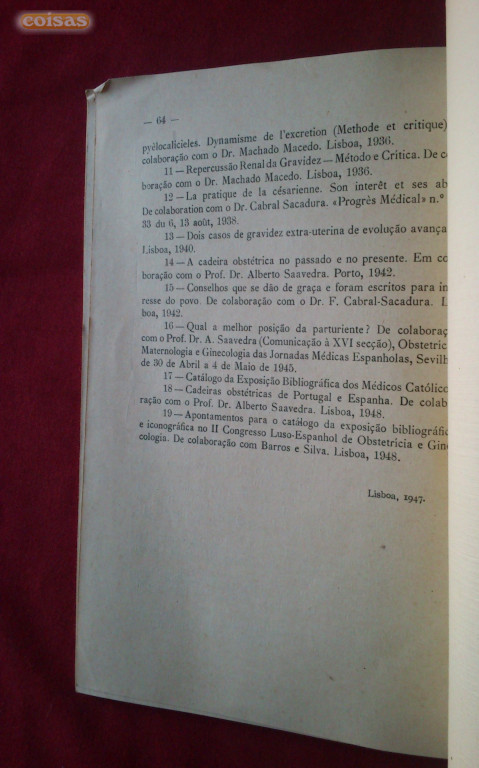 coisas
— 64 —
pyélocalicieles. Dynamisme de l'excretion (Methode et critique)
colaboração com o Dr. Machado Macedo. Lisboa, 1936.
11 — Repercussão Renal da Gravidez — Método e Crítica. De co
boração com o Dr. Machado Macedo. Lisboa, 1936.
12 — La pratique de la césarienne. Son interêt et ses ab
De colaboration com o Dr. Cabral Sacadura. «Progrès Médical» n.º
33 du 6, 13 août, 1938.
13 — Dois casos de gravidez extra-uterina de evolução avança
Lisboa, 1940.
14 — A cadeira obstétrica no passado e no presente. Em co
boração com o Prof. Dr. Alberto Saavedra. Porto, 1942.
15 — Conselhos que se dão de graça e foram escritos para in
resse do povo. De colaboração com o Dr. F. Cabral-Sacadura. L
boa, 1942.
16 — Qual a melhor posição da parturiente? De colaboraç
com o Prof. Dr. A. Saavedra (Comunicação à XVI secção), Obstetríc
Maternologia e Ginecologia das Jornadas Médicas Espanholas, Sevilh
de 30 de Abril a 4 de Maio de 1945.
17 — Catálogo da Exposição Bibliográfica dos Médicos Católico
18 — Cadeiras obstétricas de Portugal e Espanha. De colab
ração com o Prof. Dr. Alberto Saavedra. Lisboa, 1948.
19 — Apontamentos para o catálogo da exposição bibliográfic
e iconográfica no II Congresso Luso-Espanhol de Obstetricia e Gine
cologia. De colaboração com Barros e Silva. Lisboa, 1948.
Lisboa, 1947.